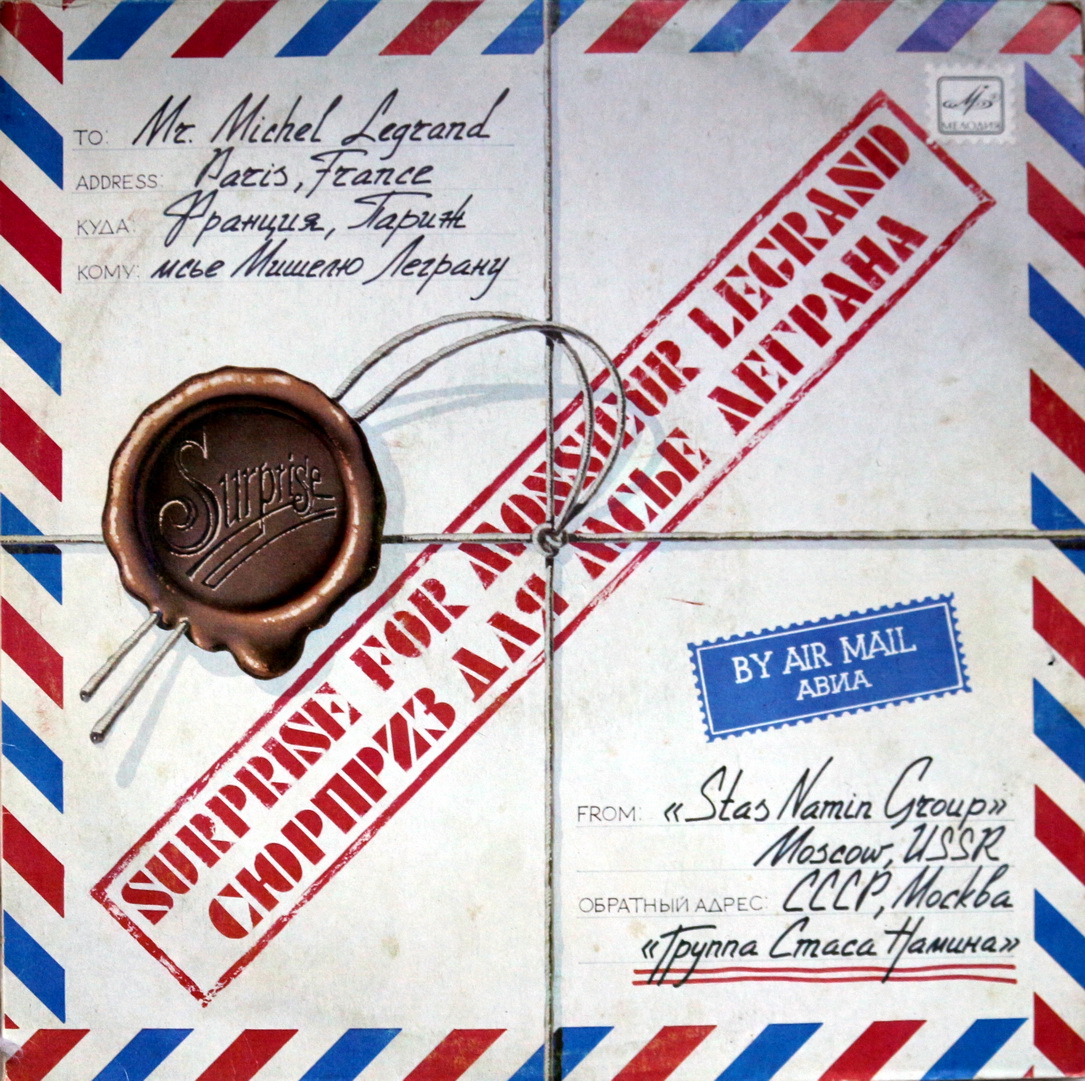 TO: Mr. Michel Legrand
ADDRESS: Paris, France
КУДА: Франция, Париж
КОМУ: мсье Мишелю Леграну
МЕЛОДИЯ
SURPRISE FOR MONSIEUR LEGRAND
СЮРПРИЗ ДЛЯ МСЬЕ ЛЕГРАНА
Surprise
BY AIR MAIL
АВИА
FROM: «Stas Namin Group»
Moscow, USSR
ОБРАТНЫЙ АДРЕС: СССР, Москва
«Группа Стаса Намина»